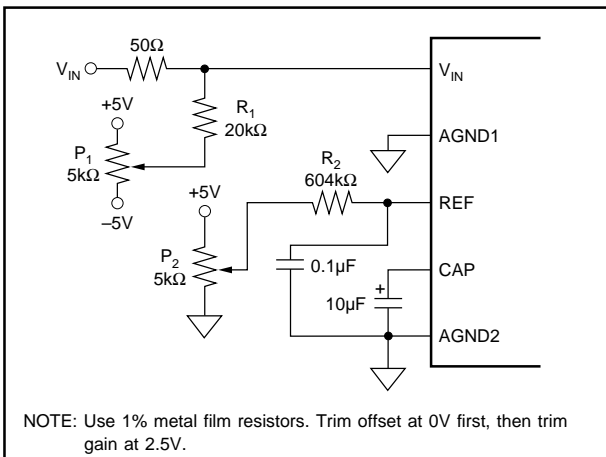 50Ω
V_IN
V_IN
+5V
R_1
20kΩ
P_1
5kΩ
–5V
AGND1
R_2
604kΩ
+5V
REF
P_2
5kΩ
0.1µF
CAP
+
10µF
AGND2
NOTE: Use 1% metal film resistors. Trim offset at 0V first, then trim
gain at 2.5V.